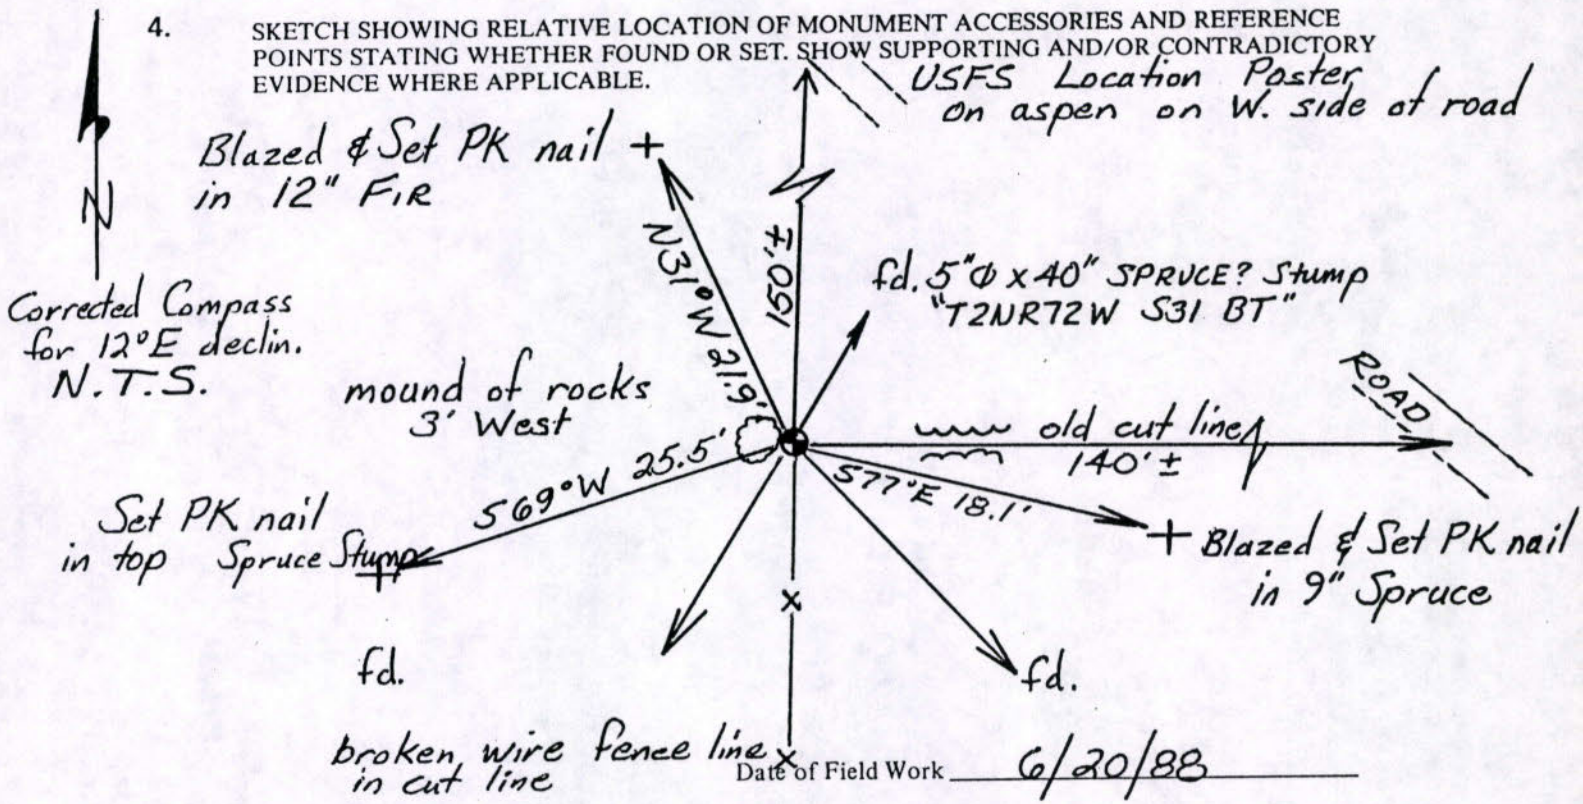 4. SKETCH SHOWING RELATIVE LOCATION OF MONUMENT ACCESSORIES AND REFERENCE
POINTS STATING WHETHER FOUND OR SET. SHOW SUPPORTING AND/OR CONTRADICTORY
EVIDENCE WHERE APPLICABLE.
USFS Location Poster
on aspen on W. side of road
Blazed & Set PK nail
in 12" FIR
N
N31°W 21.9'
150'±
fd. 5"Φ x 40" SPRUCE? Stump
"T2NR72W S31 BT"
Corrected Compass
for 12°E declin.
N.T.S.
mound of rocks
3' West
ROAD
old cut line
140'±
S69°W 25.5'
S77°E 18.1'
Set PK nail
in top Spruce Stump
Blazed & Set PK nail
in 9" Spruce
x
fd.
fd.
broken wire fence line x
in cut line
Date of Field Work 6/20/88